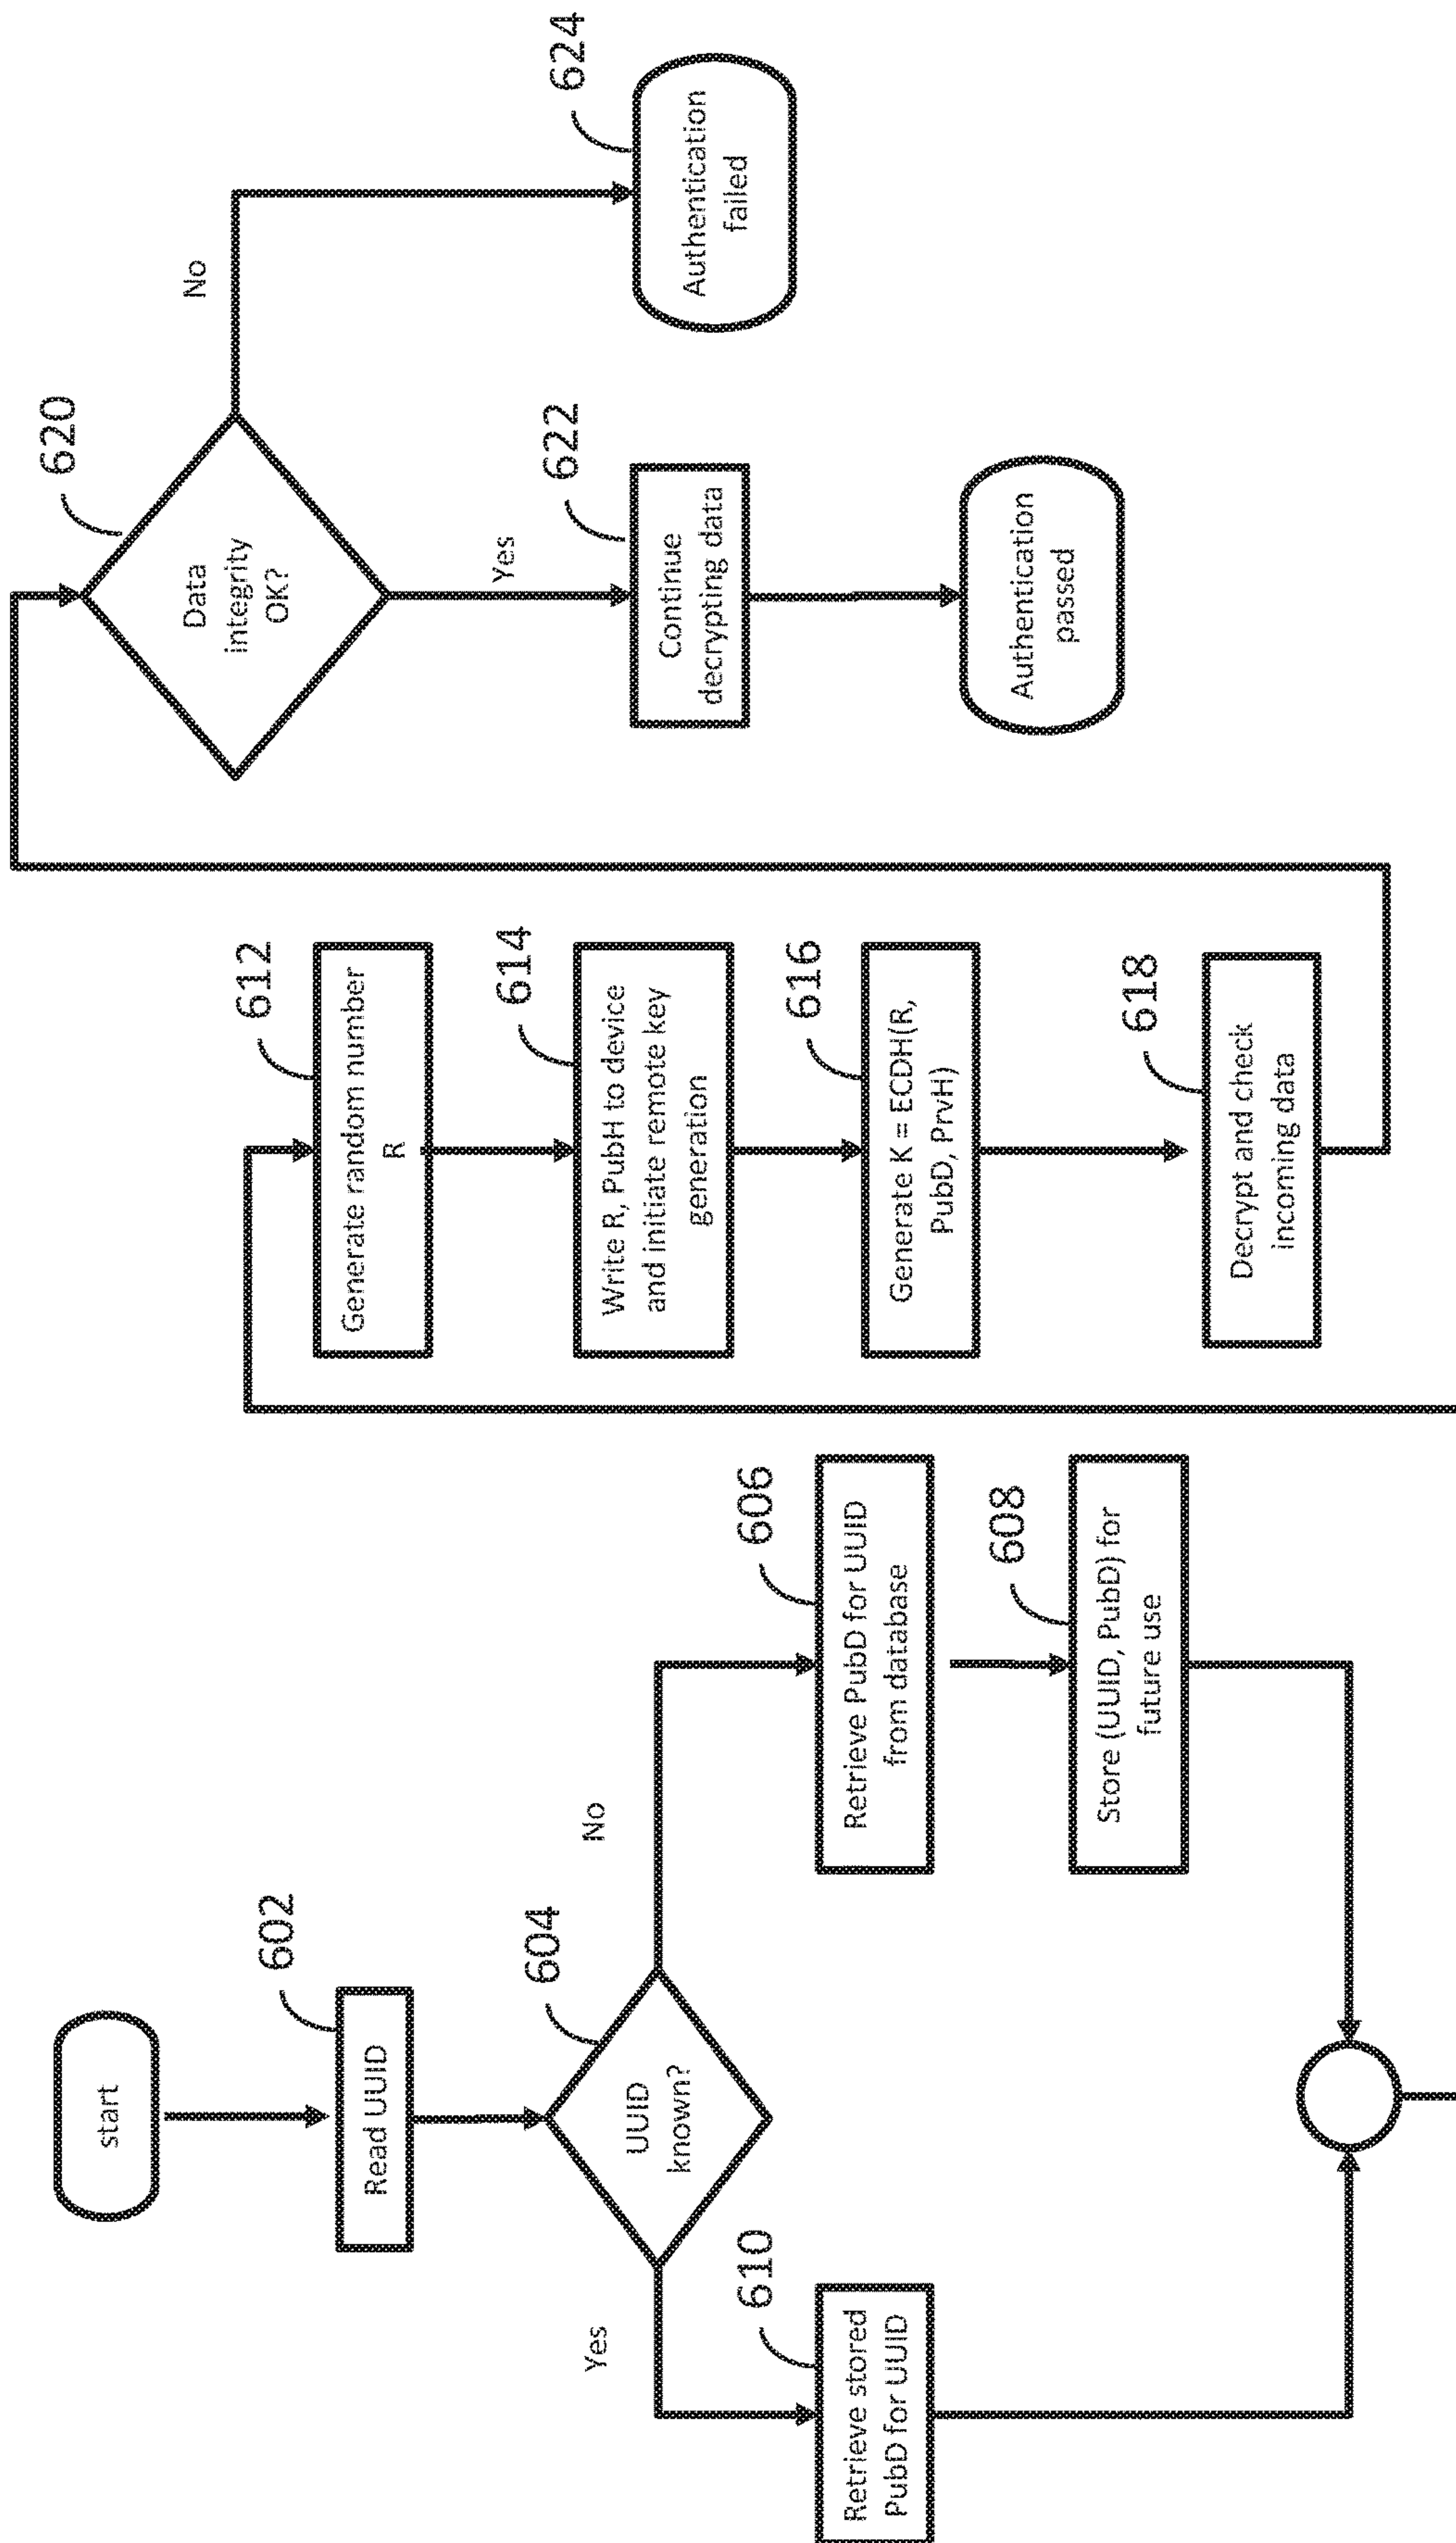 start
602
Read UUID
604
UUID
known?
Yes
No
610
Retrieve stored
PubD for UUID
606
Retrieve PubD for UUID
from database
608
Store (UUID, PubD) for
future use
612
Generate random number
R
614
Write R, PubH to device
and initiate remote key
generation
616
Generate K = ECDH(R,
PubD, PrvH)
618
Decrypt and check
incoming data
620
Data
integrity
OK?
No
Yes
622
Continue
decrypting data
624
Authentication
failed
Authentication
passed